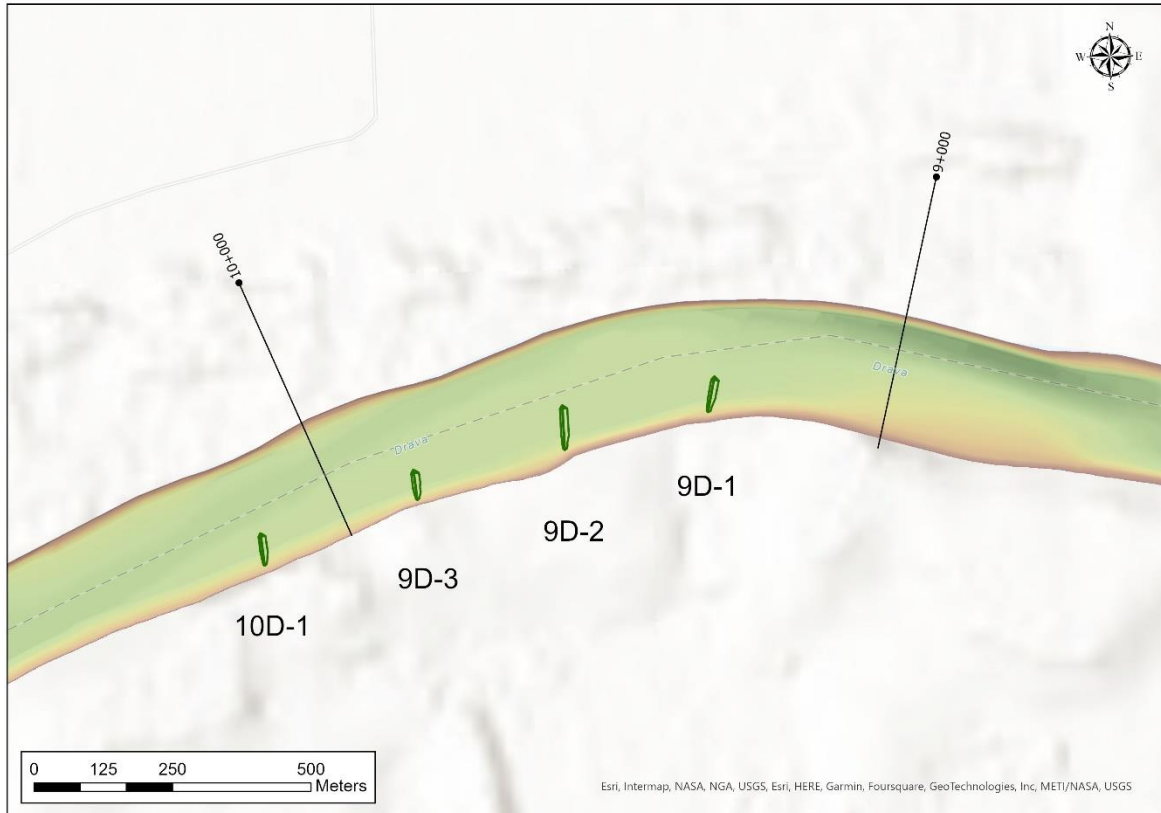 N
W E
S
9+000
10+000
Drava
Drava
9D-1
9D-2
9D-3
10D-1
0 125 250 500
Meters
Esri, Intermap, NASA, NGA, USGS, Esri, HERE, Garmin, Foursquare, GeoTechnologies, Inc, METI/NASA, USGS